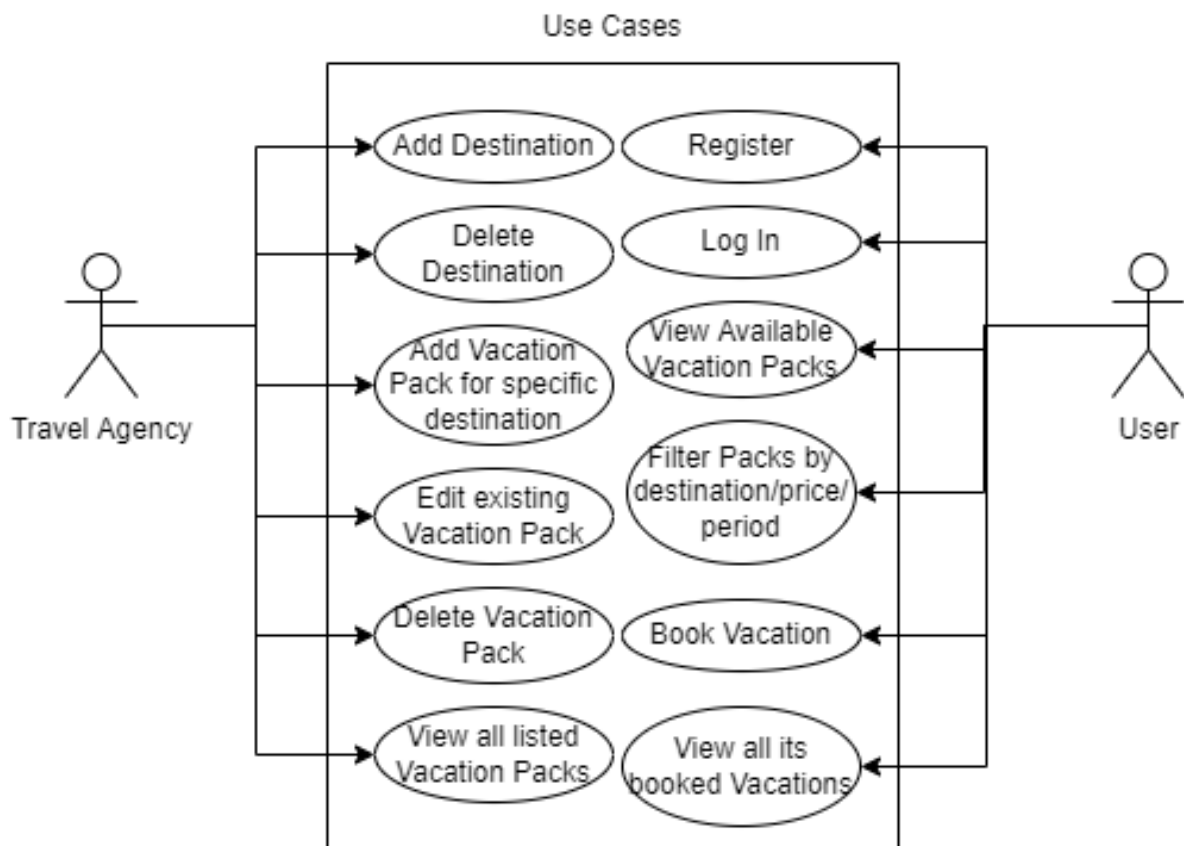 Use Cases
Add Destination
Register
Delete
Destination
Log In
Add Vacation
Pack for specific
destination
View Available
Vacation Packs
Travel Agency
User
Filter Packs by
destination/price/
period
Edit existing
Vacation Pack
Delete Vacation
Pack
Book Vacation
View all listed
Vacation Packs
View all its
booked Vacations